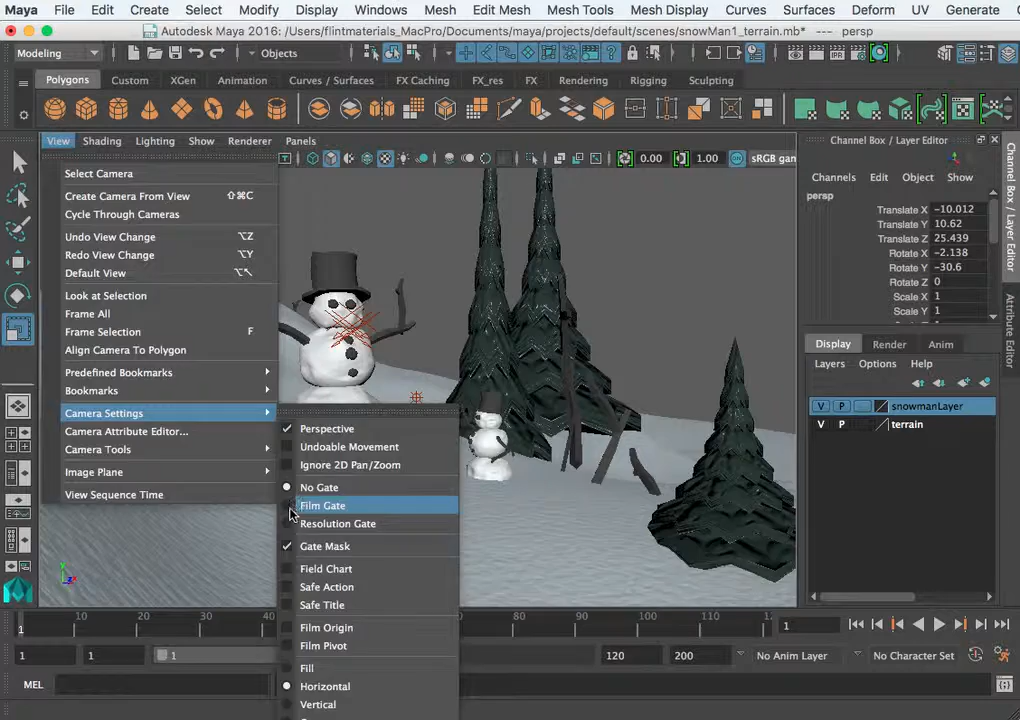 Maya File Edit Create Select Modify Display Windows Mesh Edit Mesh Mesh Tools Mesh Display Curves Surfaces Deform UV Generate
Autodesk Maya 2016: /Users/flintmaterials_MacPro/Documents/maya/projects/default/scenes/snowMan1_terrain.mb* --- persp
Modeling Objects
Polygons Custom XGen Animation Curves / Surfaces FX Caching FX_res FX Rendering Rigging Sculpting
View Shading Lighting Show Renderer Panels
0.00 1.00 sRGB gam
Select Camera
Create Camera From View ⇧⌘C
Cycle Through Cameras
Undo View Change ⌥Z
Redo View Change ⌥Y
Default View ⌥↖
Look at Selection
Frame All
Frame Selection F
Align Camera To Polygon
Predefined Bookmarks
Bookmarks
Camera Settings
Camera Attribute Editor...
Camera Tools
Image Plane
View Sequence Time
Perspective
Undoable Movement
Ignore 2D Pan/Zoom
No Gate
Film Gate
Resolution Gate
Gate Mask
Field Chart
Safe Action
Safe Title
Film Origin
Film Pivot
Fill
Horizontal
Vertical
Channel Box / Layer Editor
Channels Edit Object Show
persp
Translate X -10.012
Translate Y 10.62
Translate Z 25.439
Rotate X -2.138
Rotate Y -30.6
Rotate Z 0
Scale X 1
Scale Y 1
Display Render Anim
Layers Options Help
V P snowmanLayer
V P terrain
Channel Box / Layer Editor
Attribute Editor
y
z
x
1 10 20 30 40 80 90 100 110 12
1
1 1 1 120 200 No Anim Layer No Character Set
MEL